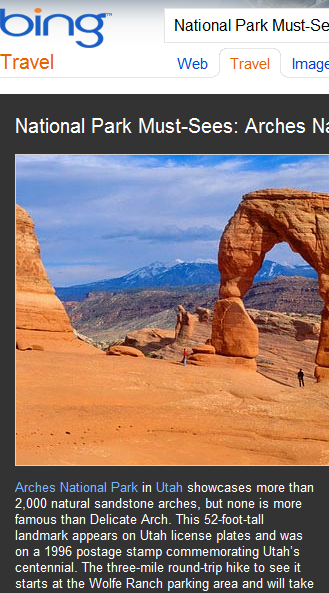 bing™
National Park Must-Se
Travel
Web Travel Image
National Park Must-Sees: Arches Na
Arches National Park in Utah showcases more than
2,000 natural sandstone arches, but none is more
famous than Delicate Arch. This 52-foot-tall
landmark appears on Utah license plates and was
on a 1996 postage stamp commemorating Utah's
centennial. The three-mile round-trip hike to see it
starts at the Wolfe Ranch parking area and will take